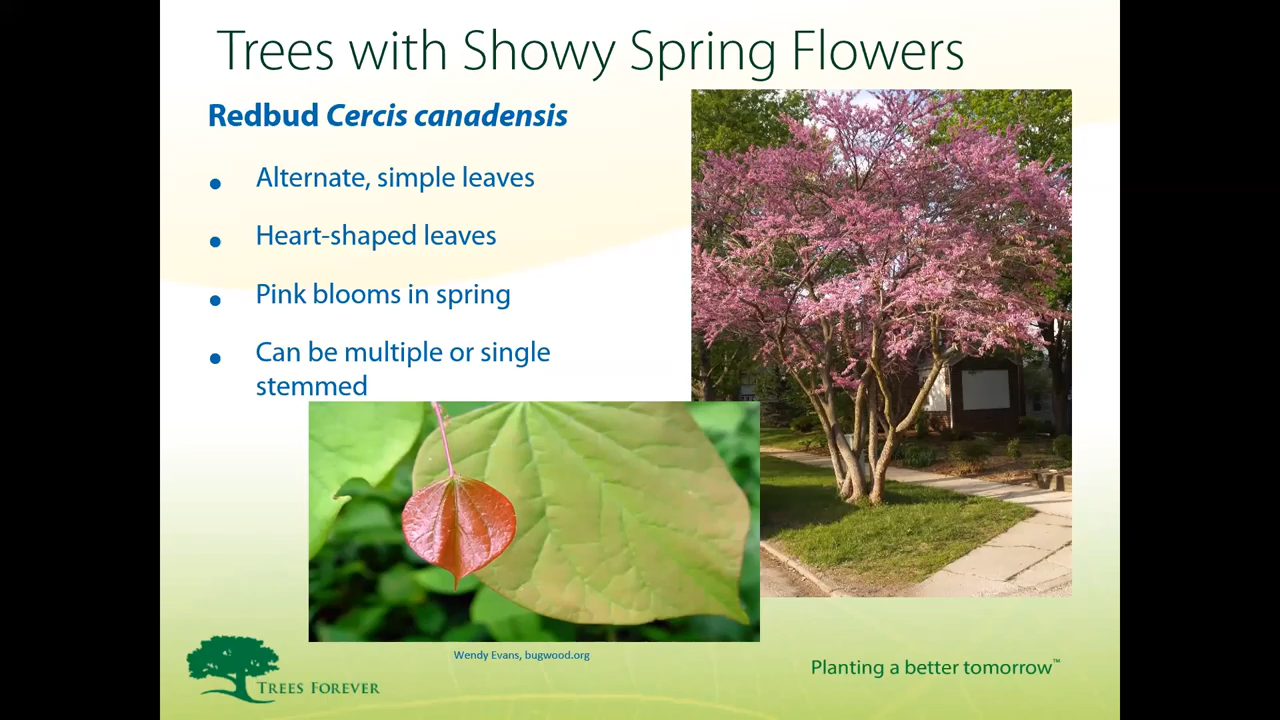 Trees with Showy Spring Flowers
Redbud Cercis canadensis
• Alternate, simple leaves
• Heart-shaped leaves
• Pink blooms in spring
• Can be multiple or single
stemmed
Wendy Evans, bugwood.org
TREES FOREVER
Planting a better tomorrow™